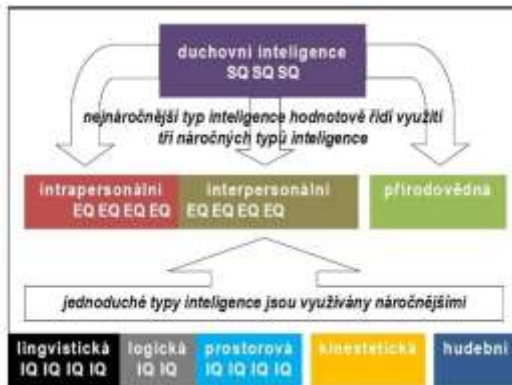 duchovní inteligence
SQ SQ SQ
nejnáročnější typ inteligence hodnotově řídí využití
tří náročných typů inteligence
intrapersonální interpersonální přírodovědná
EQ EQ EQ EQ EQ EQ EQ EQ
jednoduché typy inteligence jsou využívány náročnějšími
lingvistická logická prostorová kinestetická hudební
IQ IQ IQ IQ IQ IQ IQ IQ IQ IQ